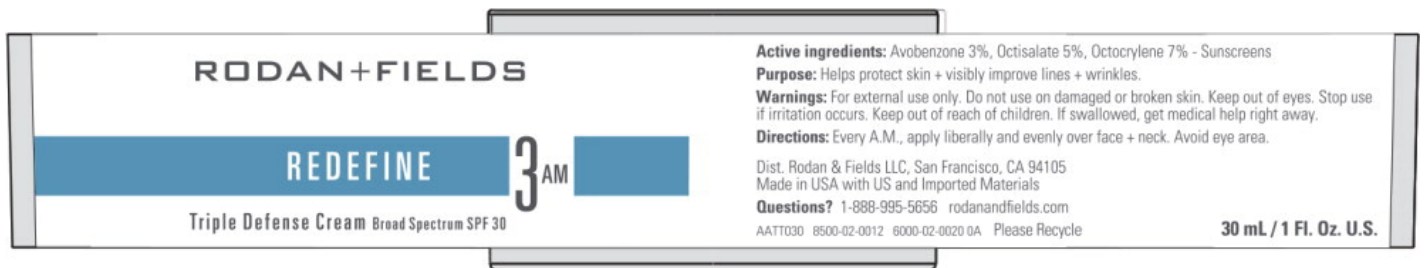 RODAN+FIELDS
REDEFINE 3 AM
Triple Defense Cream Broad Spectrum SPF 30
Active ingredients: Avobenzone 3%, Octisalate 5%, Octocrylene 7% - Sunscreens
Purpose: Helps protect skin + visibly improve lines + wrinkles.
Warnings: For external use only. Do not use on damaged or broken skin. Keep out of eyes. Stop use
if irritation occurs. Keep out of reach of children. If swallowed, get medical help right away.
Directions: Every A.M., apply liberally and evenly over face + neck. Avoid eye area.
Dist. Rodan & Fields LLC, San Francisco, CA 94105
Made in USA with US and Imported Materials
Questions? 1-888-995-5656 rodanandfields.com
AATT030 8500-02-0012 6000-02-0020 0A Please Recycle 30 mL / 1 Fl. Oz. U.S.